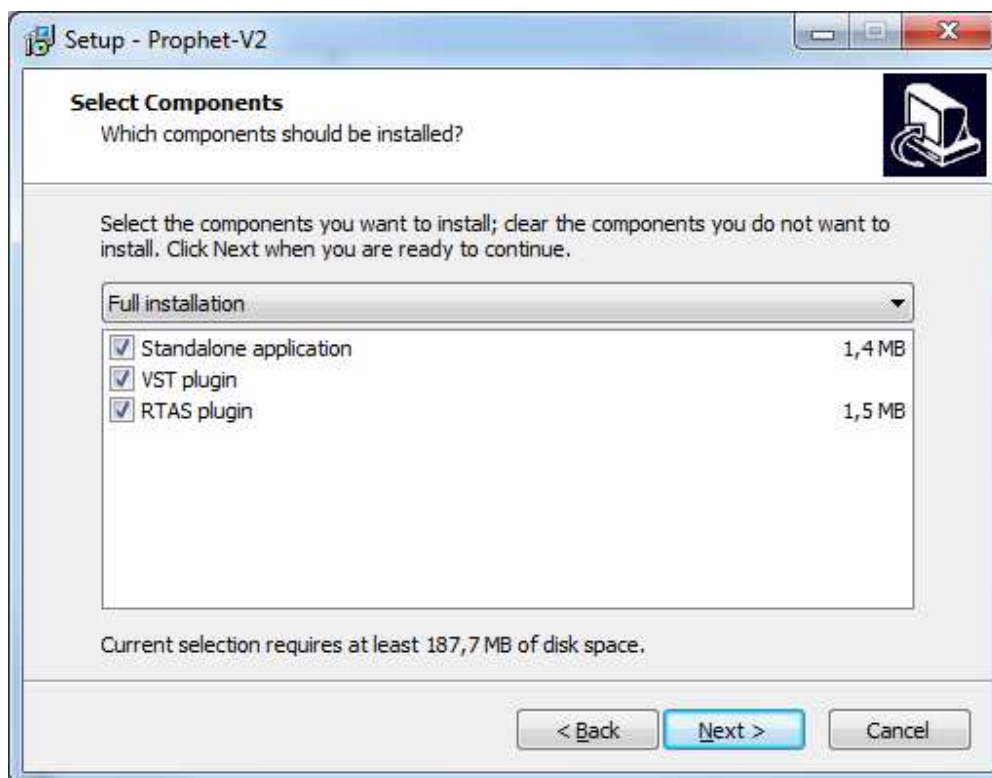 Setup - Prophet-V2
Select Components
Which components should be installed?
Select the components you want to install; clear the components you do not want to
install. Click Next when you are ready to continue.
Full installation
Standalone application 1,4 MB
VST plugin
RTAS plugin 1,5 MB
Current selection requires at least 187,7 MB of disk space.
< Back Next > Cancel